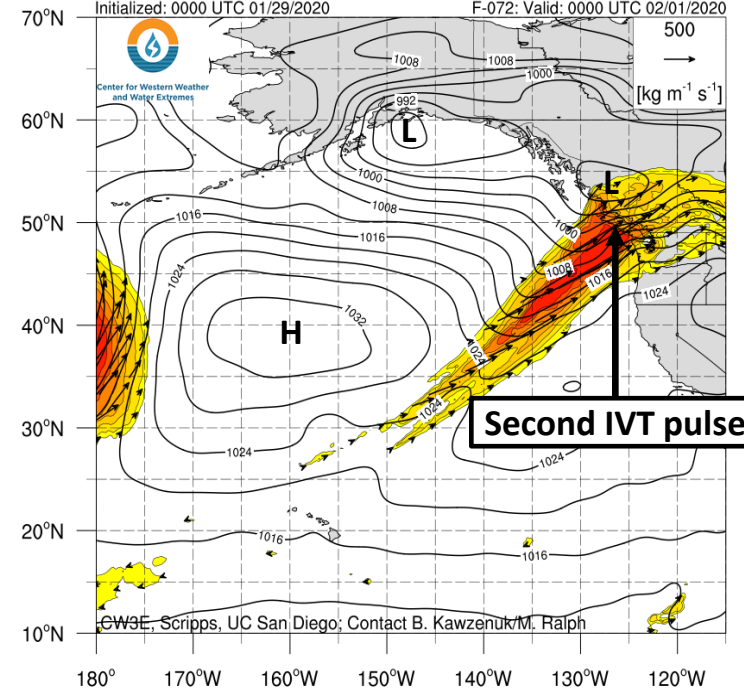 Initialized: 0000 UTC 01/29/2020 F-072: Valid: 0000 UTC 02/01/2020
70°N
500
[kg m⁻¹ s⁻¹]
Center for Western Weather
and Water Extremes
1008
1008
1000
992
60°N
L
1000
L
1008
1016
50°N
1000
1016
1008
1024
1016
1024
1032
40°N
H
1024
1024
30°N
Second IVT pulse
1024
1024
20°N
1016
1016
10°N
CW3E, Scripps, UC San Diego; Contact B. Kawzenuk/M. Ralph
180° 170°W 160°W 150°W 140°W 130°W 120°W